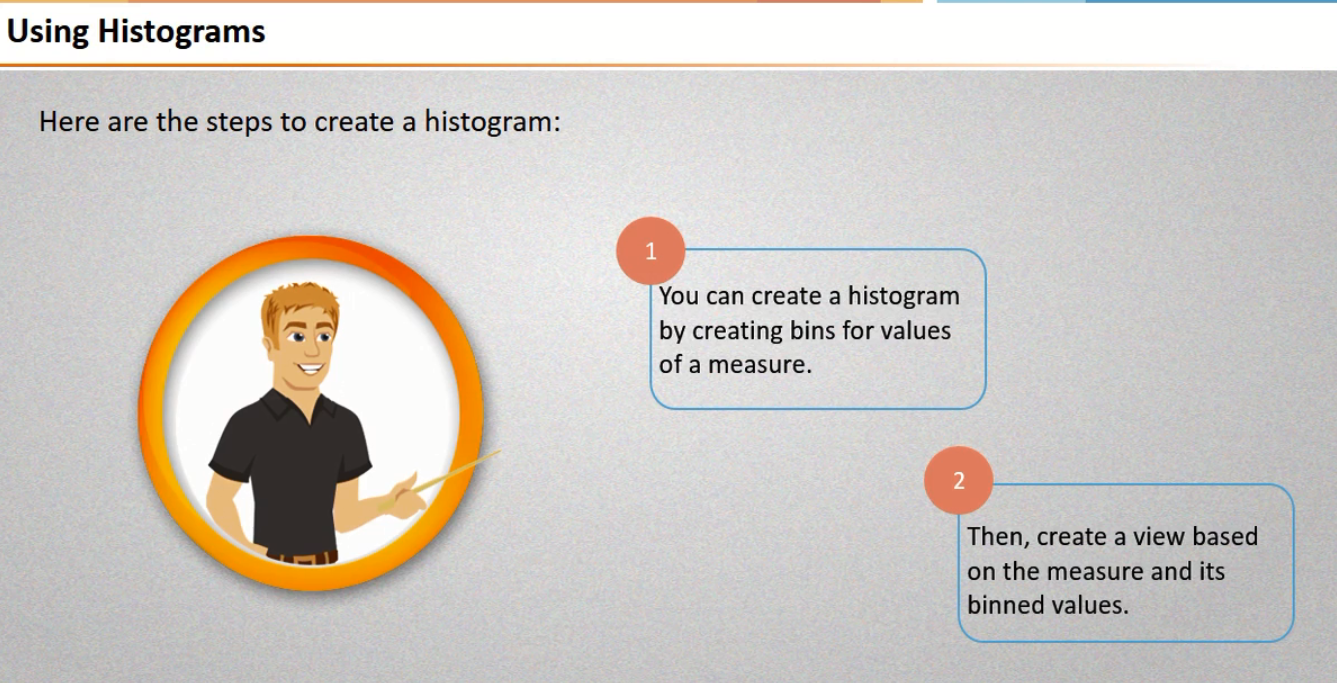 Using Histograms
Here are the steps to create a histogram:
1
You can create a histogram
by creating bins for values
of a measure.
2
Then, create a view based
on the measure and its
binned values.